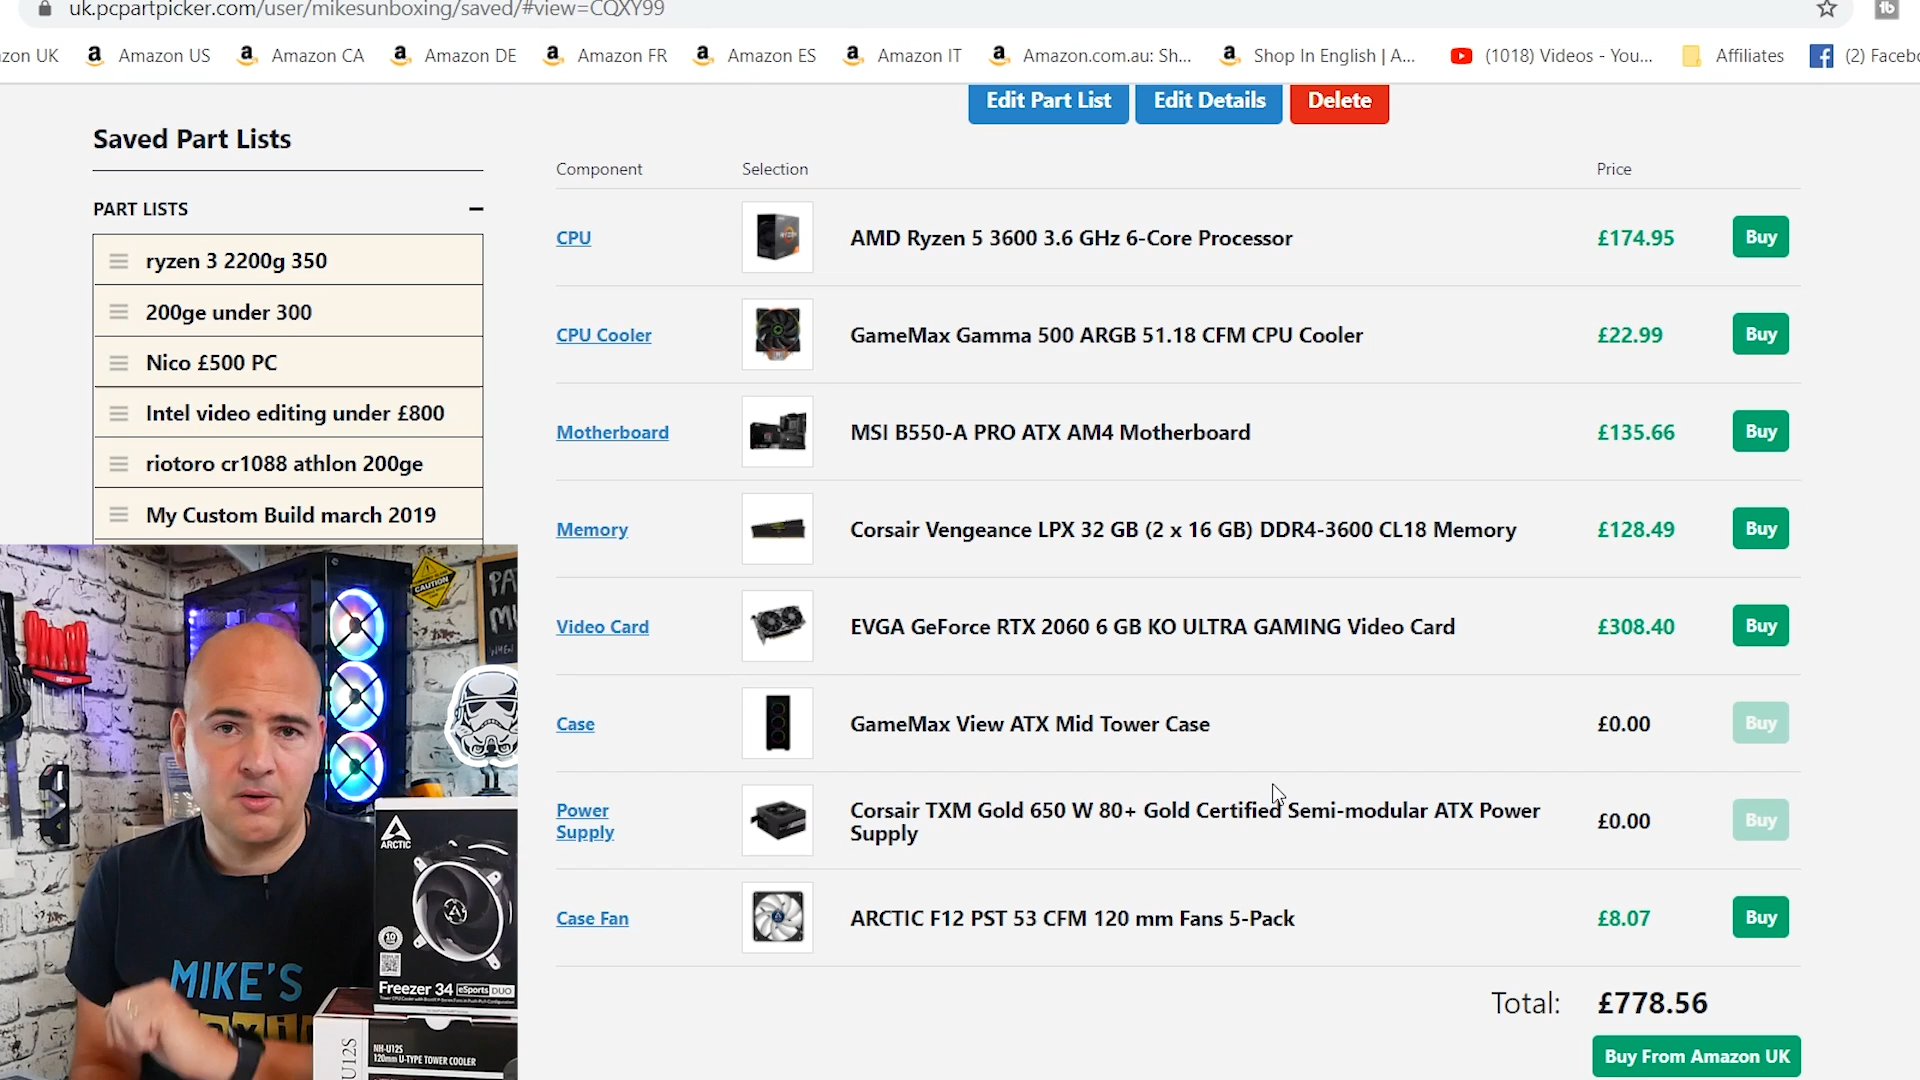 uk.pcpartpicker.com/user/mikesunboxing/saved/#view=CQXY99
zon UK
Amazon US
Amazon CA
Amazon DE
Amazon FR
Amazon ES
Amazon IT
Amazon.com.au: Sh...
Shop In English | A...
(1018) Videos - You...
Affiliates
(2) Facebo
Edit Part List
Edit Details
Delete
Saved Part Lists
PART LISTS
ryzen 3 2200g 350
200ge under 300
Nico £500 PC
Intel video editing under £800
riotoro cr1088 athlon 200ge
My Custom Build march 2019
Component Selection Price
CPU AMD Ryzen 5 3600 3.6 GHz 6-Core Processor £174.95 Buy
CPU Cooler GameMax Gamma 500 ARGB 51.18 CFM CPU Cooler £22.99 Buy
Motherboard MSI B550-A PRO ATX AM4 Motherboard £135.66 Buy
Memory Corsair Vengeance LPX 32 GB (2 x 16 GB) DDR4-3600 CL18 Memory £128.49 Buy
Video Card EVGA GeForce RTX 2060 6 GB KO ULTRA GAMING Video Card £308.40 Buy
Case GameMax View ATX Mid Tower Case £0.00 Buy
Power
Supply
Corsair TXM Gold 650 W 80+ Gold Certified Semi-modular ATX Power
Supply
£0.00 Buy
Case Fan ARCTIC F12 PST 53 CFM 120 mm Fans 5-Pack £8.07 Buy
Total: £778.56
Buy From Amazon UK
CAUTION
ARCTIC
MIKE'S
Freezer 34 eSports DUO
NH-U12S
120mm U-TYPE TOWER COOLER
U12S